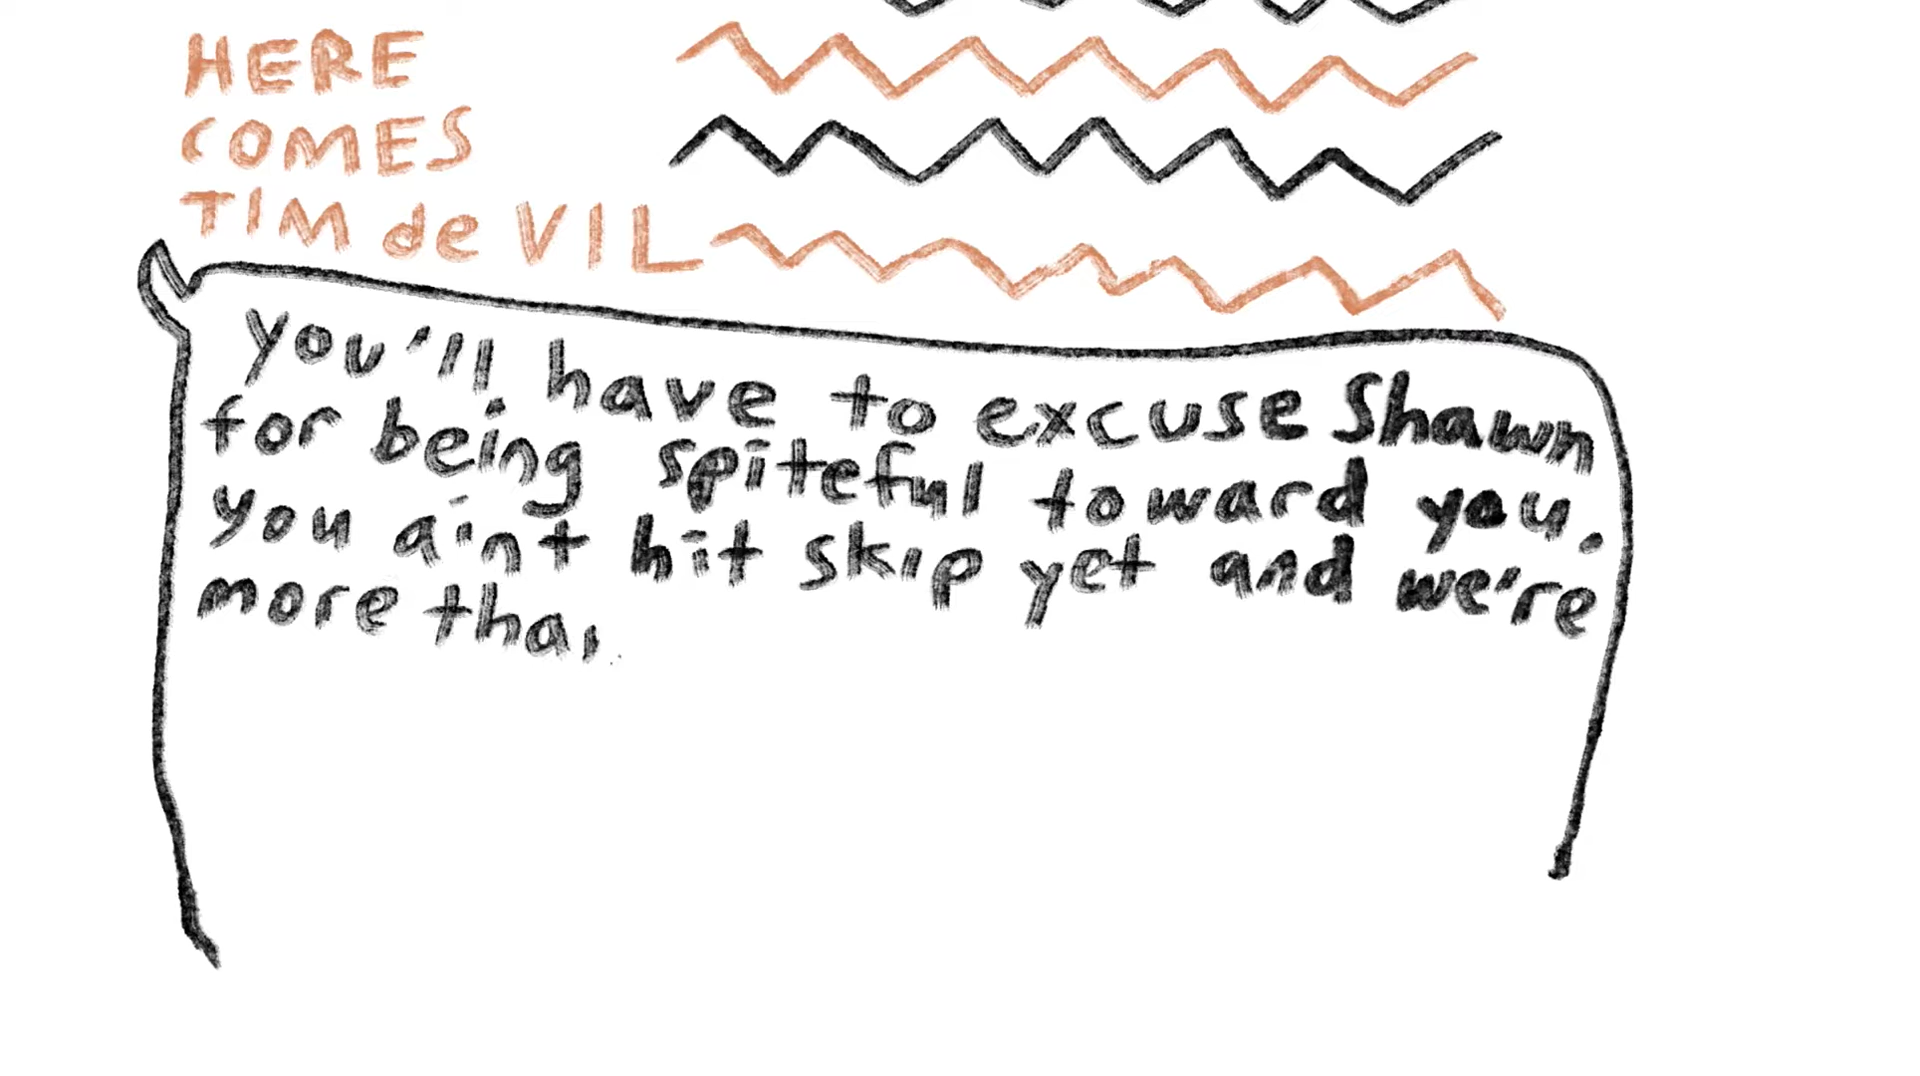 HERE
COMES
TIM de VIL
you'll have to excuse Shawn
for being spiteful toward you.
you ain't hit skip yet and we're
more